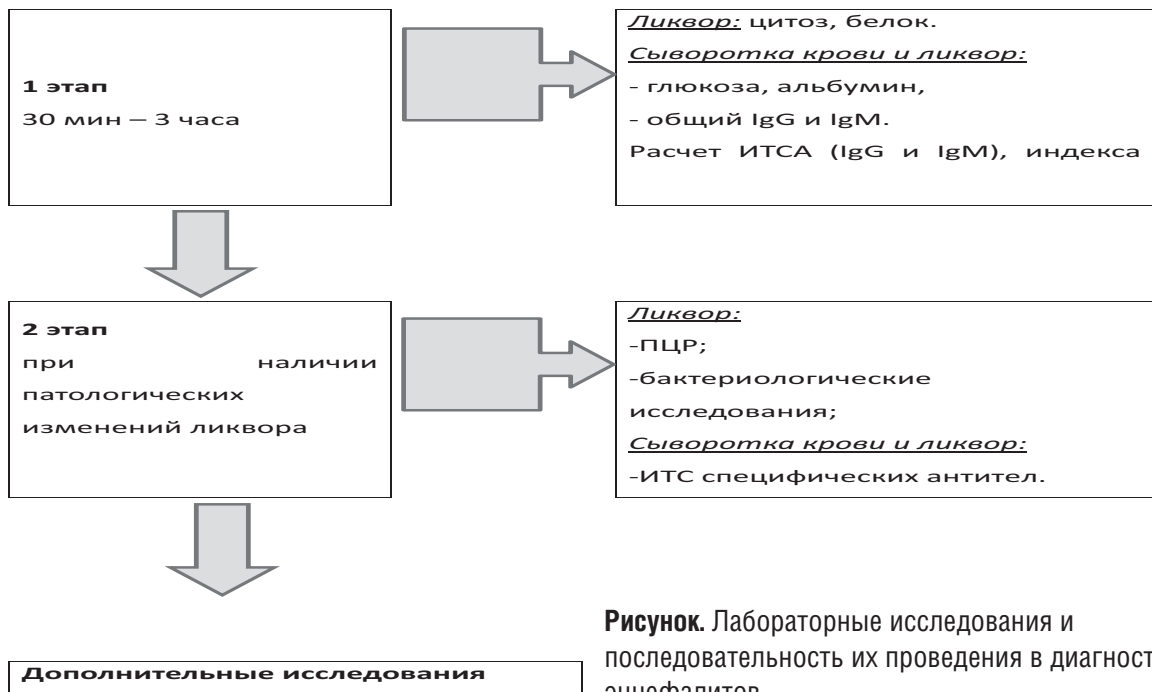 1 этап
30 мин – 3 часа
Ликвор: цитоз, белок.
Сыворотка крови и ликвор:
- глюкоза, альбумин,
- общий IgG и IgM.
Расчет ИТСА (IgG и IgM), индекса
2 этап
при наличии
патологических
изменений ликвора
Ликвор:
-ПЦР;
-бактериологические
исследования;
Сыворотка крови и ликвор:
-ИТС специфических антител.
Дополнительные исследования
Рисунок. Лабораторные исследования и
последовательность их проведения в диагност
энцефалитов